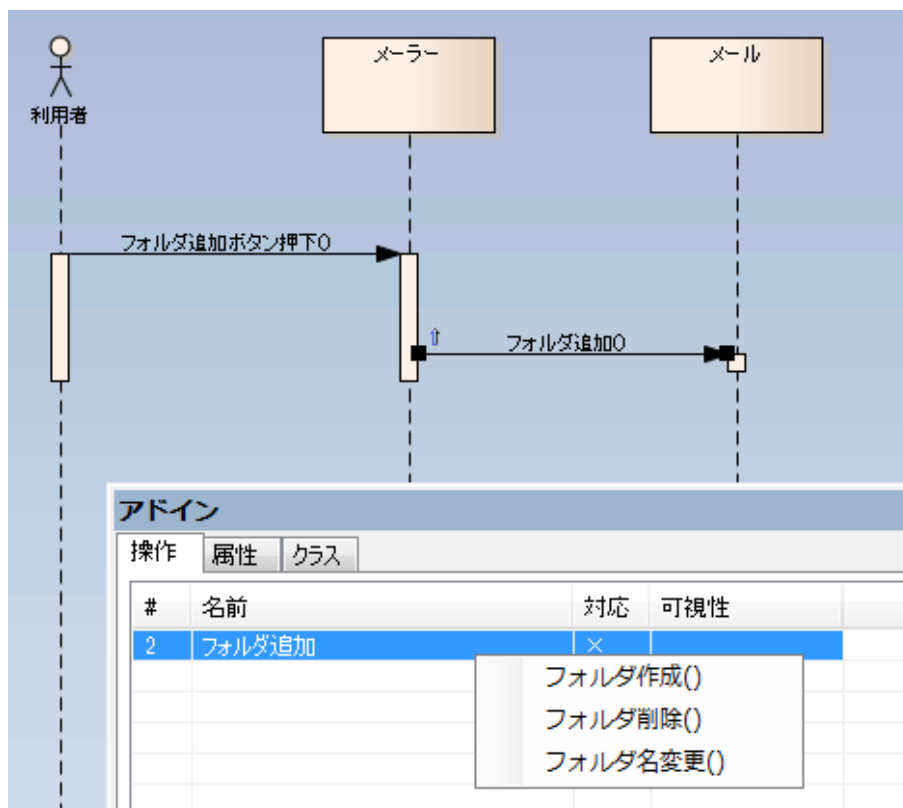 メーラー
メール
利用者
フォルダ追加ボタン押下()
フォルダ追加()
アドイン
操作 属性 クラス
# 名前 対応 可視性
2 フォルダ追加 ×
フォルダ作成()
フォルダ削除()
フォルダ名変更()